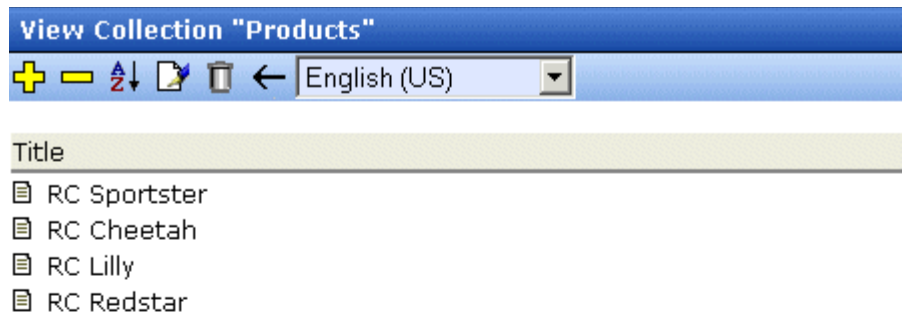 View Collection "Products"
A Z English (US)
Title
RC Sportster
RC Cheetah
RC Lilly
RC Redstar